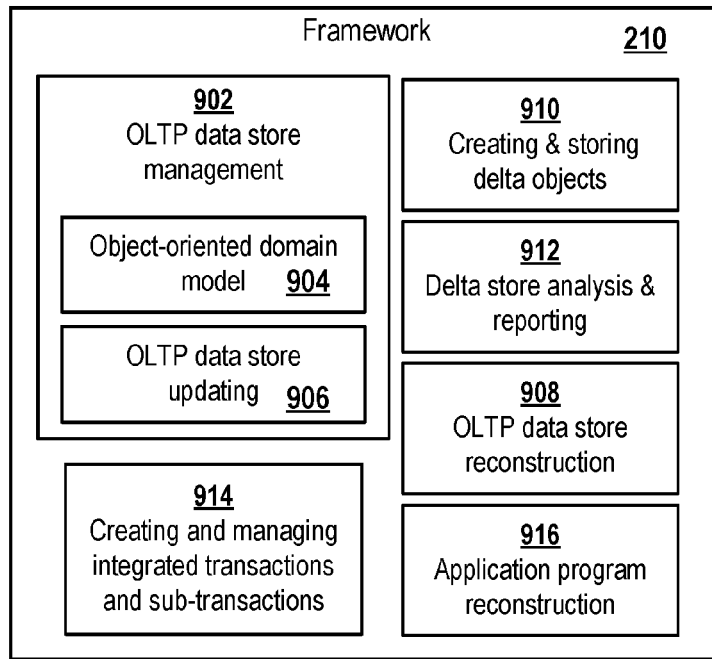 Framework 210
902
OLTP data store
management
Object-oriented domain
model 904
OLTP data store
updating 906
914
Creating and managing
integrated transactions
and sub-transactions
910
Creating & storing
delta objects
912
Delta store analysis &
reporting
908
OLTP data store
reconstruction
916
Application program
reconstruction